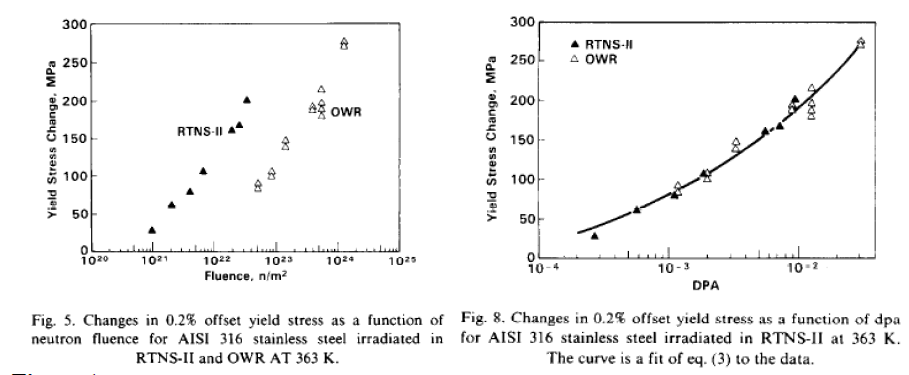 300
250
200
150
100
50
0
Yield Stress Change, MPa
RTNS-II
OWR
10^20
10^21
10^22
10^23
10^24
10^25
Fluence, n/m^2
Fig. 5. Changes in 0.2% offset yield stress as a function of
neutron fluence for AISI 316 stainless steel irradiated in
RTNS-II and OWR AT 363 K.
300
250
200
150
100
50
0
Yield Stress Change, MPa
▲ RTNS-II
△ OWR
10^-4
10^-3
10^-2
DPA
Fig. 8. Changes in 0.2% offset yield stress as a function of dpa
for AISI 316 stainless steel irradiated in RTNS-II at 363 K.
The curve is a fit of eq. (3) to the data.